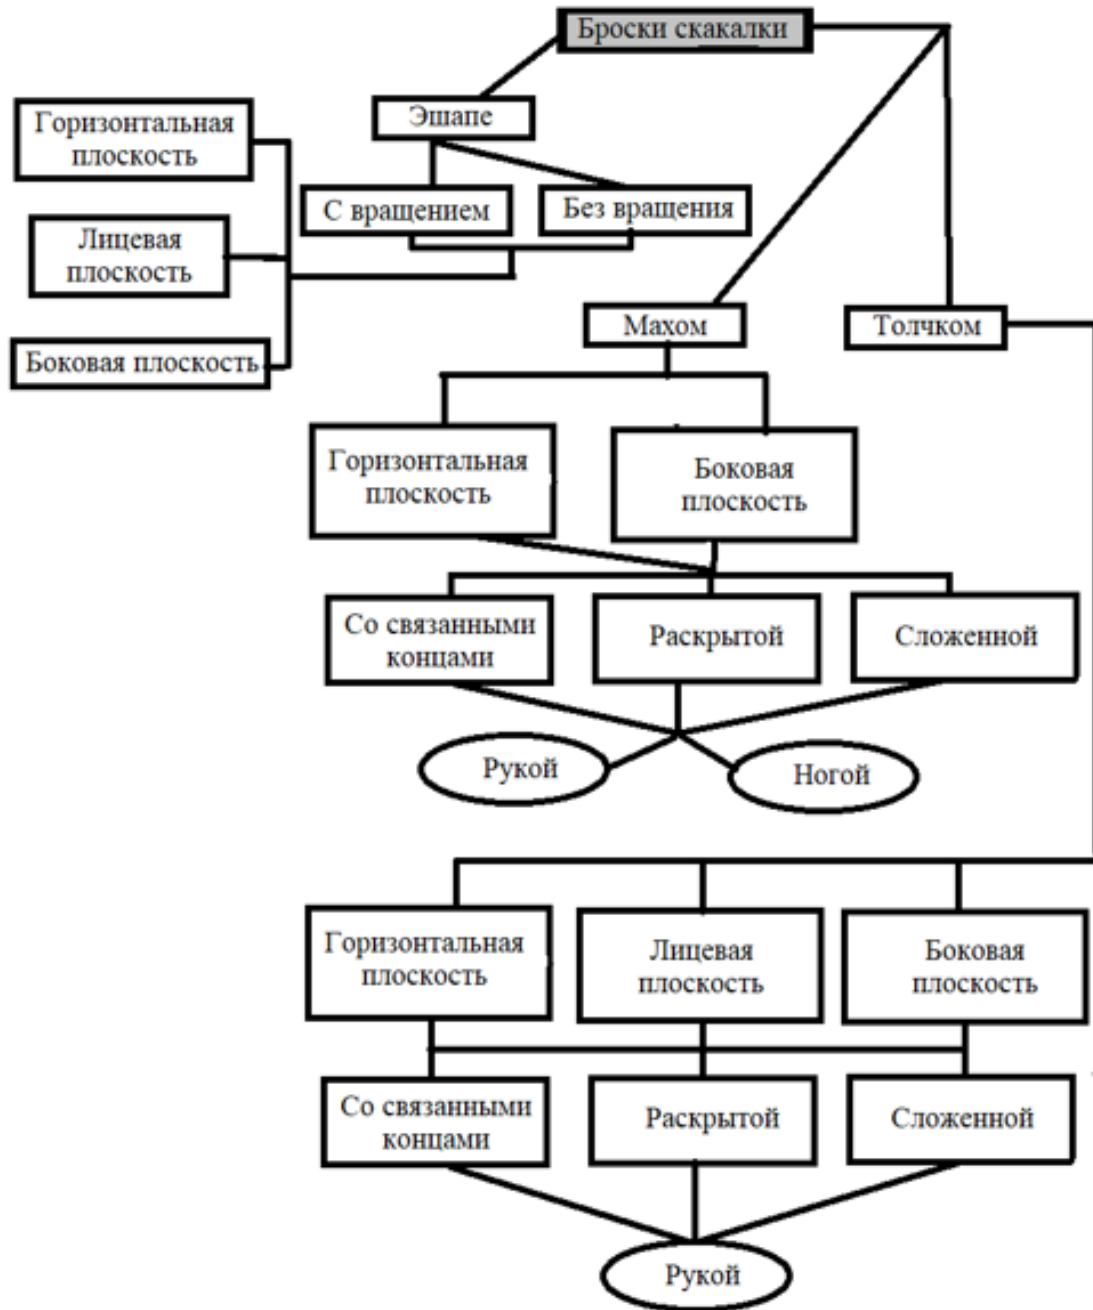 Броски скакалки
Эшапе
Горизонтальная
плоскость
С вращением
Без вращения
Лицевая
плоскость
Махом
Толчком
Боковая плоскость
Горизонтальная
плоскость
Боковая
плоскость
Со связанными
концами
Раскрытой
Сложенной
Рукой
Ногой
Горизонтальная
плоскость
Лицевая
плоскость
Боковая
плоскость
Со связанными
концами
Раскрытой
Сложенной
Рукой